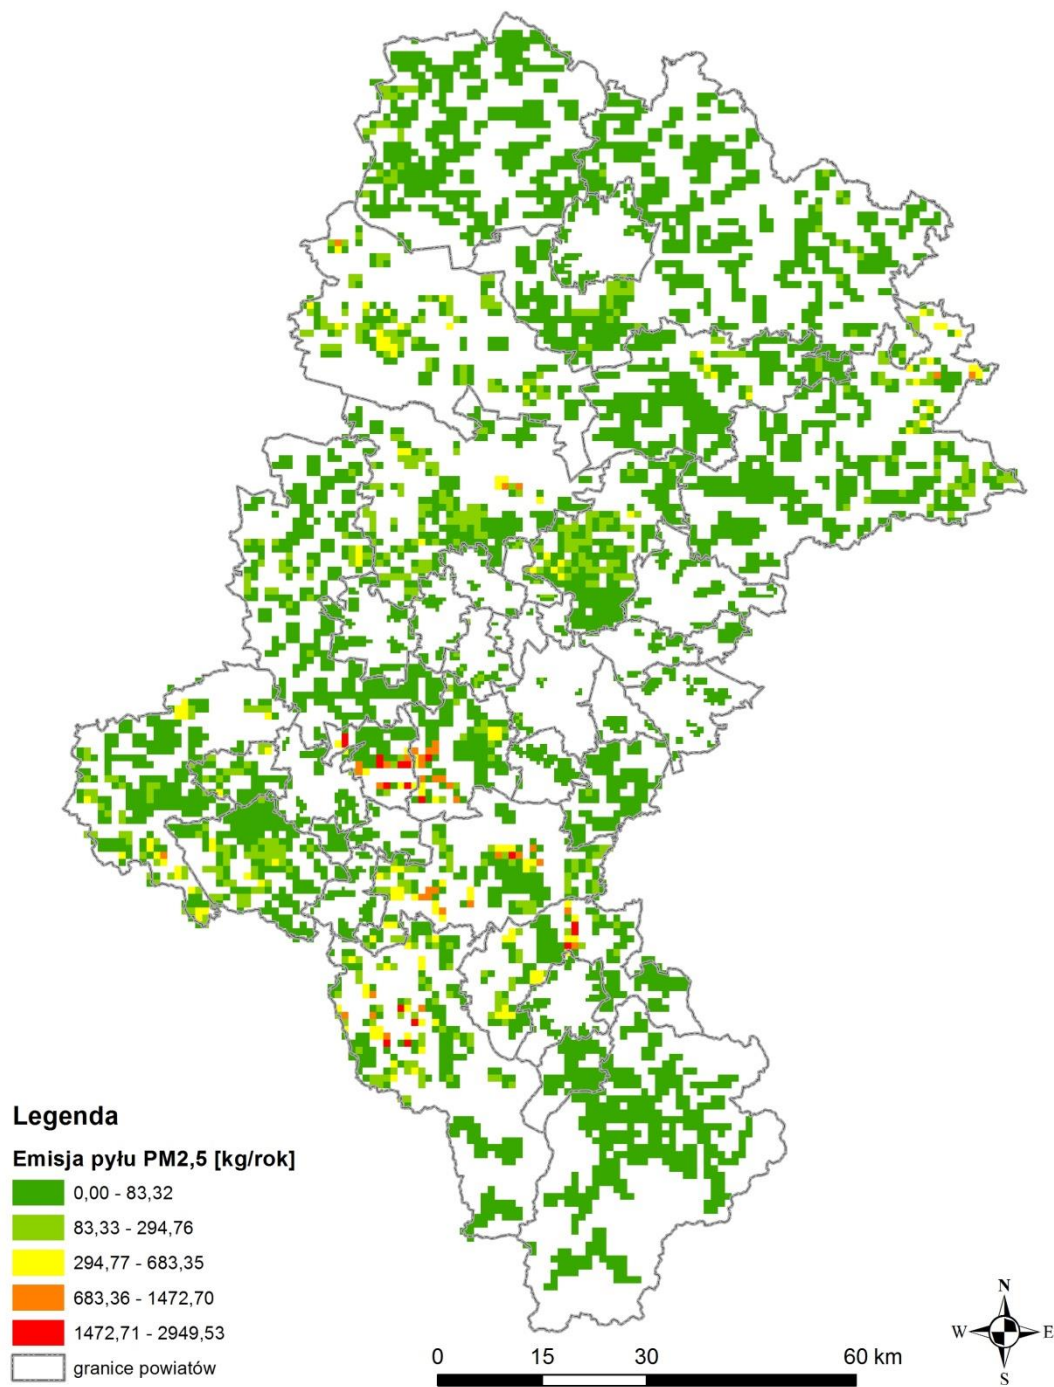 Legenda
Emisja pyłu PM2,5 [kg/rok]
0,00 - 83,32
83,33 - 294,76
294,77 - 683,35
683,36 - 1472,70
1472,71 - 2949,53
granice powiatów
0 15 30 60 km
N
W E
S